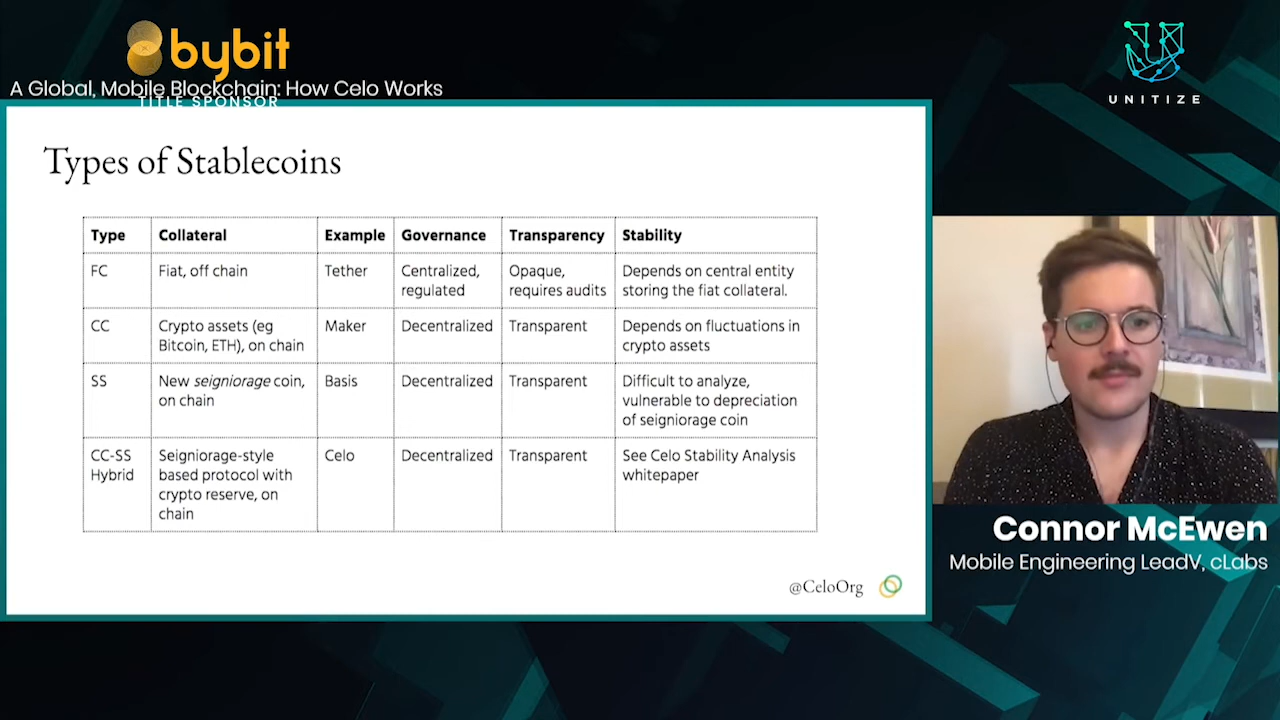 bybit
A Global, Mobile Blockchain: How Celo Works
TITLE SPONSOR
UNITIZE
Types of Stablecoins
Type Collateral Example Governance Transparency Stability
FC Fiat, off chain Tether Centralized, regulated Opaque, requires audits Depends on central entity storing the fiat collateral.
CC Crypto assets (eg Bitcoin, ETH), on chain Maker Decentralized Transparent Depends on fluctuations in crypto assets
SS New seigniorage coin, on chain Basis Decentralized Transparent Difficult to analyze, vulnerable to depreciation of seigniorage coin
CC-SS Hybrid Seigniorage-style based protocol with crypto reserve, on chain Celo Decentralized Transparent See Celo Stability Analysis whitepaper
@CeloOrg
Connor McEwen
Mobile Engineering LeadV, cLabs